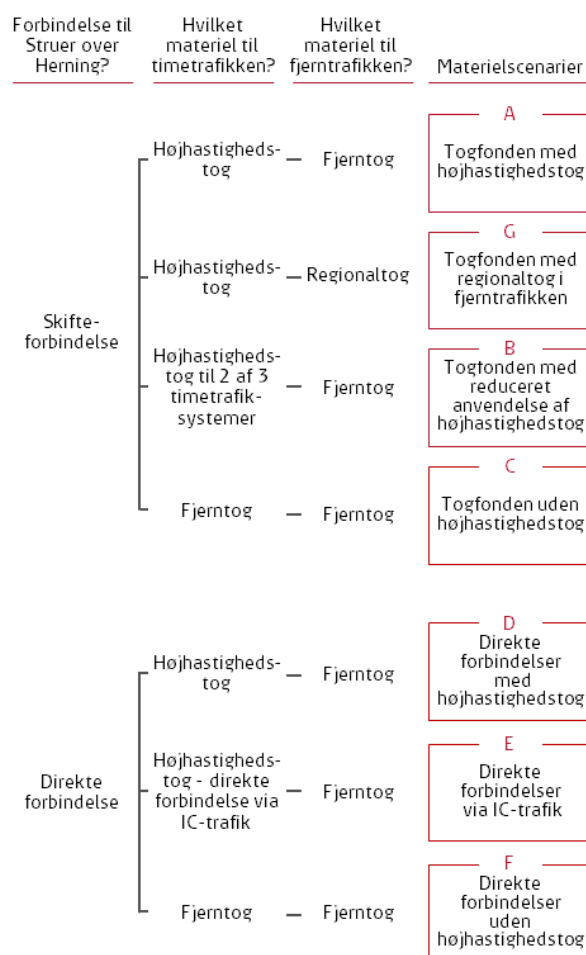 Forbindelse til
Struer over
Herning?
Hvilket
materiel til
timetrafikken?
Hvilket
materiel til
fjerntrafikken?
Materielscenarier
Skifte-
forbindelse
Højhastigheds-
tog
– Fjerntog
A
Togfonden med
højhastighedstog
Højhastigheds-
tog
– Regionaltog
G
Togfonden med
regionaltog i
fjerntrafikken
Højhastigheds-
tog til 2 af 3
timetrafik-
systemer
– Fjerntog
B
Togfonden med
reduceret
anvendelse af
højhastighedstog
Fjerntog
– Fjerntog
C
Togfonden uden
højhastighedstog
Direkte
forbindelse
Højhastigheds-
tog
– Fjerntog
D
Direkte
forbindelser
med
højhastighedstog
Højhastigheds-
tog - direkte
forbindelse via
IC-trafik
– Fjerntog
E
Direkte
forbindelser
via IC-trafik
Fjerntog
– Fjerntog
F
Direkte
forbindelser
uden
højhastighedstog